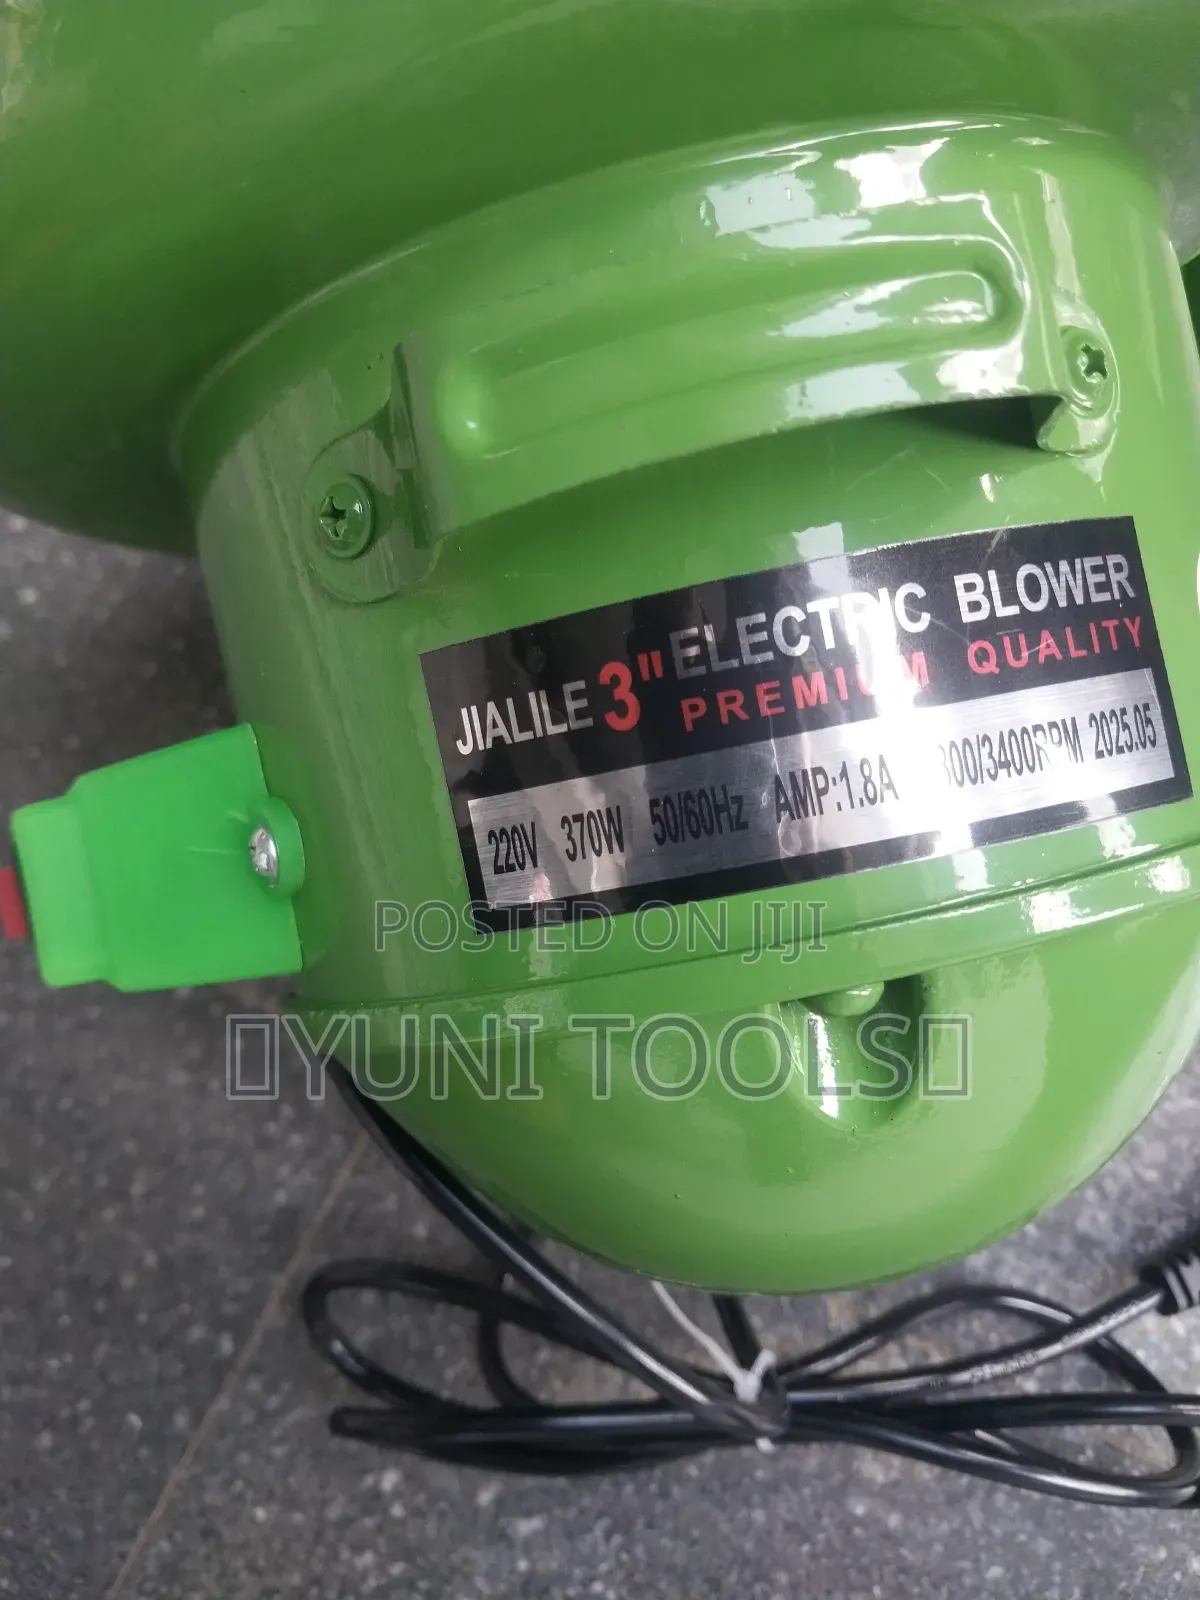 JIALILE 3" ELECTRIC BLOWER
PREMIUM QUALITY
220V 370W 50/60Hz AMP:1.8A 2025.05
POSTED ON JIJI
YUNI TOOLS